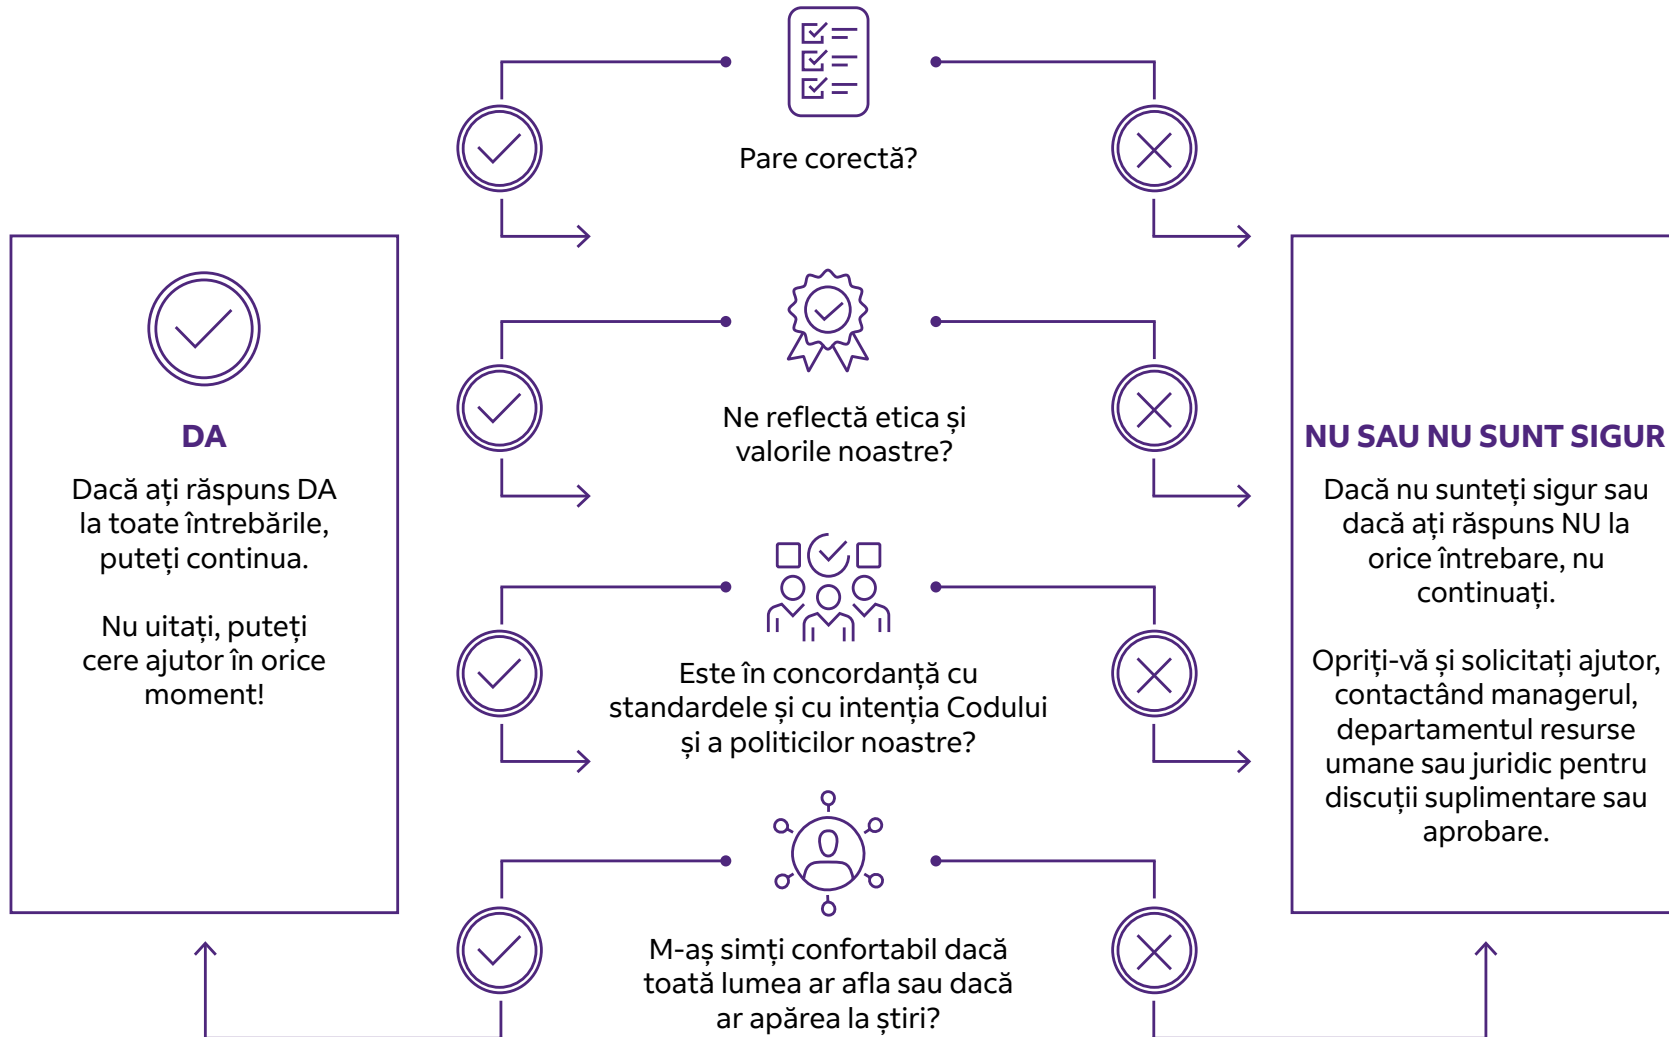 Pare corectă?
DA
Dacă ați răspuns DA
la toate întrebările,
puteți continua.
Nu uitați, puteți
cere ajutor în orice
moment!
Ne reflectă etica și
valorile noastre?
Este în concordanță cu
standardele și cu intenția Codului
și a politicilor noastre?
M-aș simți confortabil dacă
toată lumea ar afla sau dacă
ar apărea la știri?
NU SAU NU SUNT SIGUR
Dacă nu sunteți sigur sau
dacă ați răspuns NU la
orice întrebare, nu
continuați.
Opriți-vă și solicitați ajutor,
contactând managerul,
departamentul resurse
umane sau juridic pentru
discuții suplimentare sau
aprobare.